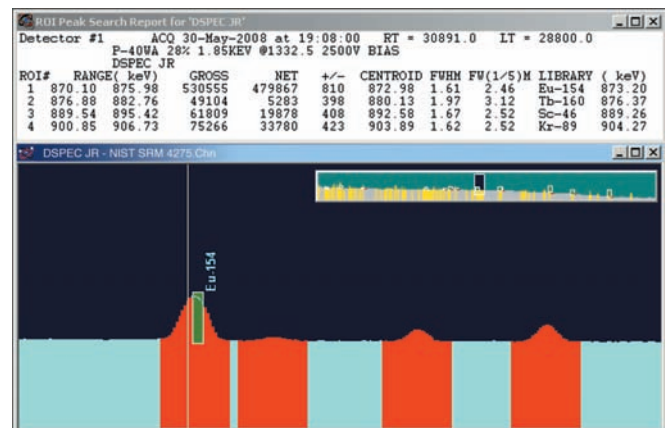 ROI Peak Search Report for 'DSPEC JR'
Detector #1 ACQ 30-May-2008 at 19:08:00 RT = 30891.0 LT = 28800.0
P-40WA 28% 1.85KEV @1332.5 2500V BIAS
DSPEC JR
ROI# RANGE( keV) GROSS NET +/- CENTROID FWHM FW(1/5)M LIBRARY ( keV)
1 870.10 875.98 530555 479867 810 872.98 1.61 2.46 Eu-154 873.20
2 876.88 882.76 49104 5283 398 880.13 1.97 3.12 Tb-160 876.37
3 889.54 895.42 61809 19878 408 892.58 1.67 2.52 Sc-46 889.26
4 900.85 906.73 75266 33780 423 903.89 1.62 2.52 Kr-89 904.27
DSPEC JR - NIST SRM 4275.Chn
Eu-154